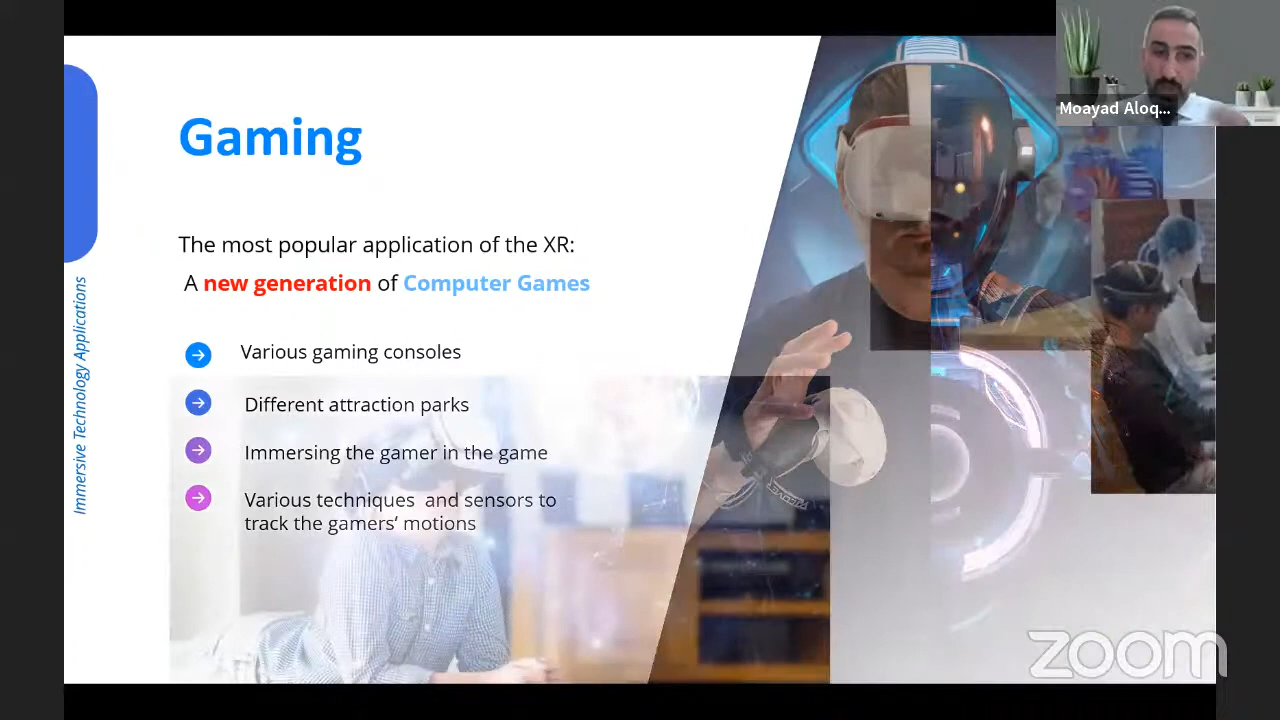 Moayad Aloq...
Gaming
The most popular application of the XR:
A new generation of Computer Games
Various gaming consoles
Different attraction parks
Immersing the gamer in the game
Various techniques and sensors to
track the gamers’ motions
Immersive Technology Applications
zoom